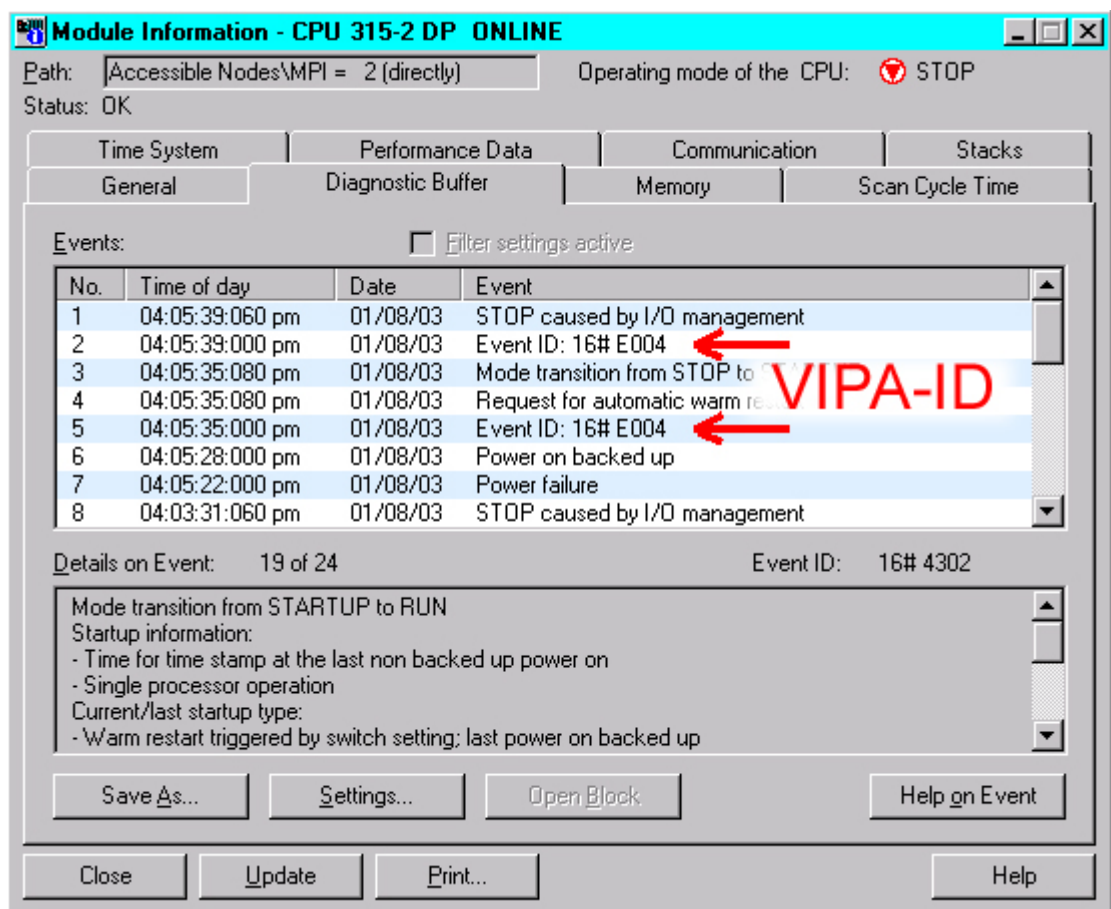 Module Information - CPU 315-2 DP ONLINE
Path: Accessible Nodes\MPI = 2 (directly) Operating mode of the CPU: STOP
Status: OK
Time System Performance Data Communication Stacks
General Diagnostic Buffer Memory Scan Cycle Time
Events: Filter settings active
No. Time of day Date Event
1 04:05:39:060 pm 01/08/03 STOP caused by I/O management
2 04:05:39:000 pm 01/08/03 Event ID: 16# E004
3 04:05:35:080 pm 01/08/03 Mode transition from STOP to
VIPA-ID
4 04:05:35:080 pm 01/08/03 Request for automatic warm
5 04:05:35:000 pm 01/08/03 Event ID: 16# E004
6 04:05:28:000 pm 01/08/03 Power on backed up
7 04:05:22:000 pm 01/08/03 Power failure
8 04:03:31:060 pm 01/08/03 STOP caused by I/O management
Details on Event: 19 of 24 Event ID: 16# 4302
Mode transition from STARTUP to RUN
Startup information:
- Time for time stamp at the last non backed up power on
- Single processor operation
Current/last startup type:
- Warm restart triggered by switch setting; last power on backed up
Save As... Settings... Open Block Help on Event
Close Update Print... Help